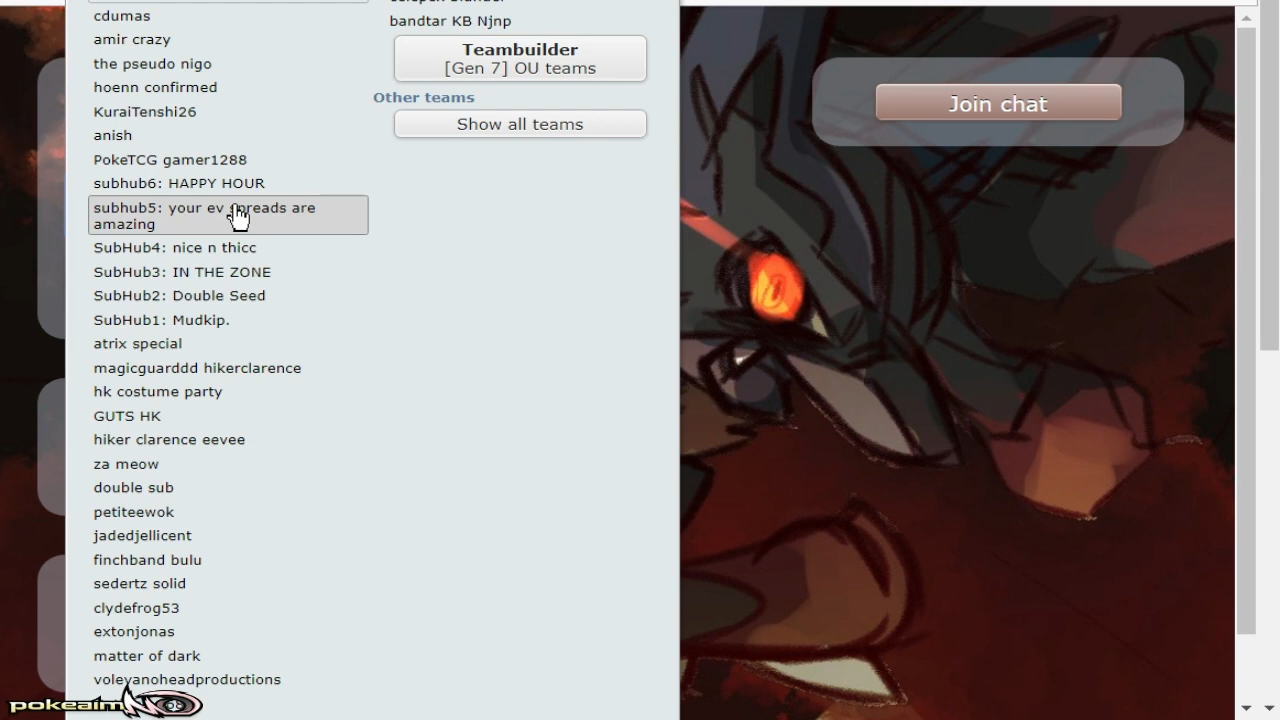 cdumas
amir crazy
the pseudo nigo
hoenn confirmed
KuraiTenshi26
anish
PokeTCG gamer1288
subhub6: HAPPY HOUR
subhub5: your ev spreads are
amazing
SubHub4: nice n thicc
SubHub3: IN THE ZONE
SubHub2: Double Seed
SubHub1: Mudkip.
atrix special
magicguarddd hikerclarence
hk costume party
GUTS HK
hiker clarence eevee
za meow
double sub
petiteewok
jadedjellicent
finchband bulu
sedertz solid
clydefrog53
extonjonas
matter of dark
voleyanoheadproductions
bandtar KB Njnp
Teambuilder
[Gen 7] OU teams
Other teams
Show all teams
Join chat
pokeaim